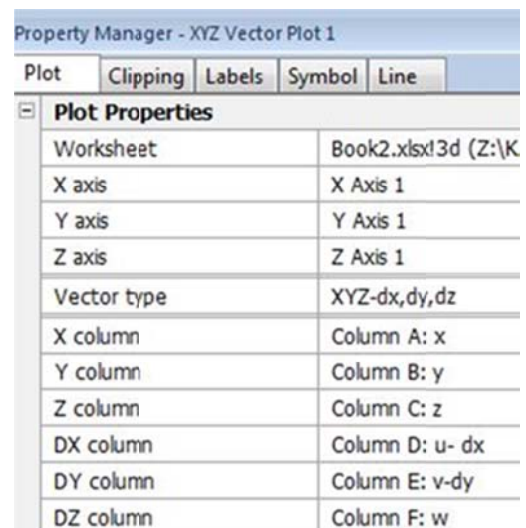 Property Manager - XYZ Vector Plot 1
Plot Clipping Labels Symbol Line
Plot Properties
Worksheet Book2.xlsx!3d (Z:\K
X axis X Axis 1
Y axis Y Axis 1
Z axis Z Axis 1
Vector type XYZ-dx,dy,dz
X column Column A: x
Y column Column B: y
Z column Column C: z
DX column Column D: u- dx
DY column Column E: v-dy
DZ column Column F: w